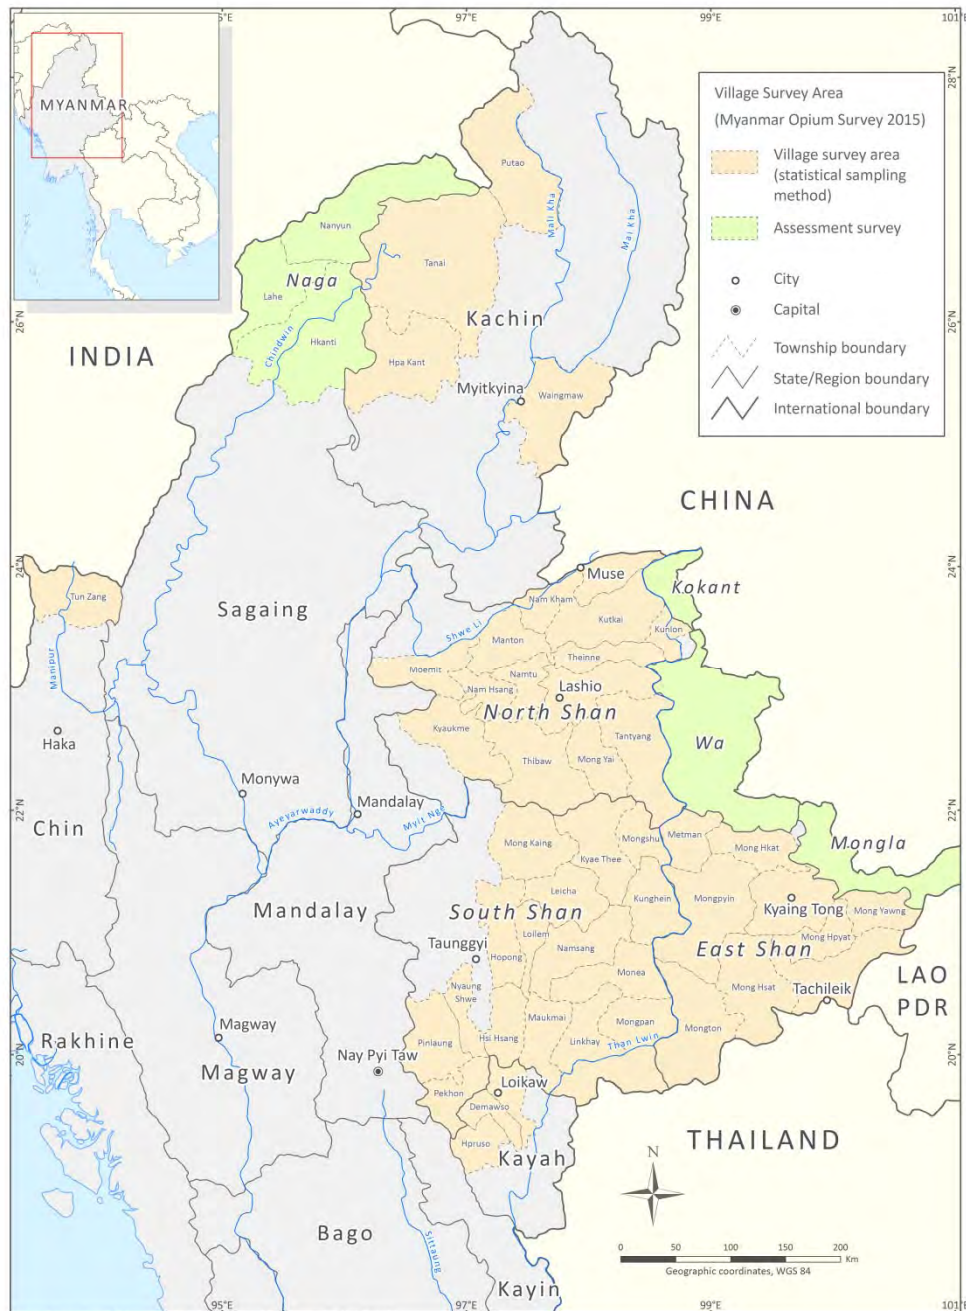 95°E
97°E
99°E
101°E
MYANMAR
Village Survey Area
(Myanmar Opium Survey 2015)
Village survey area
(statistical sampling
method)
Assessment survey
City
Capital
Township boundary
State/Region boundary
International boundary
28°N
26°N
26°N
24°N
24°N
22°N
22°N
20°N
20°N
INDIA
CHINA
LAO
PDR
THAILAND
Putao
Mali Kha
Mai Kha
Nanyun
Naga
Tanai
Lahe
Hkanti
Chindwin
Kachin
Hpa Kant
Myitkyina
Waingmaw
Tun Zang
Manipur
Sagaing
Muse
Kokant
Nam Kham
Kutkai
Kunlon
Shwe Li
Manton
Theinne
Moemit
Namtu
Nam Hsang
Lashio
North Shan
Kyaukme
Tantyang
Wa
Thibaw
Mong Yai
Haka
Monywa
Mandalay
Ayeyarwaddy
Myit Nge
Chin
Mong Kaing
Mongshu
Metman
Mong Hkat
Mongla
Kyae Thee
Leicha
Kunghein
Mongpyin
Kyaing Tong
Mong Yawng
Mandalay
South Shan
Loilem
Mong Hpyat
Taunggyi
Hopong
Namsang
East Shan
Monea
Nyaung
Shwe
Mong Hsat
Tachileik
Maukmai
Mongpan
Mongton
Rakhine
Magway
Pinlaung
Hsi Hsang
Linkhay
Than Lwin
Nay Pyi Taw
Magway
Loikaw
Pekhon
Demawso
Hpruso
Kayah
N
Bago
Sittaung
Kayin
0 50 100 150 200
Km
Geographic coordinates, WGS 84
95°E
97°E
99°E
101°E